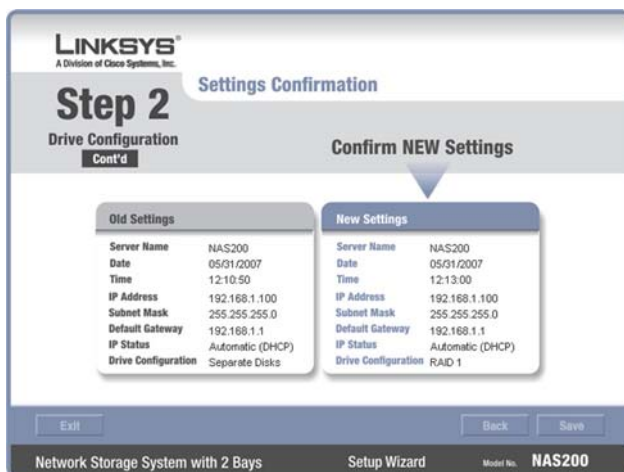 LINKSYS®
A Division of Cisco Systems, Inc.
Step 2
Drive Configuration
Cont'd
Settings Confirmation
Confirm NEW Settings
Old Settings
Server Name NAS200
Date 05/31/2007
Time 12:10:50
IP Address 192.168.1.100
Subnet Mask 255.255.255.0
Default Gateway 192.168.1.1
IP Status Automatic (DHCP)
Drive Configuration Separate Disks
New Settings
Server Name NAS200
Date 05/31/2007
Time 12:13:00
IP Address 192.168.1.100
Subnet Mask 255.255.255.0
Default Gateway 192.168.1.1
IP Status Automatic (DHCP)
Drive Configuration RAID 1
Exit
Back Save
Network Storage System with 2 Bays Setup Wizard Model No. NAS200